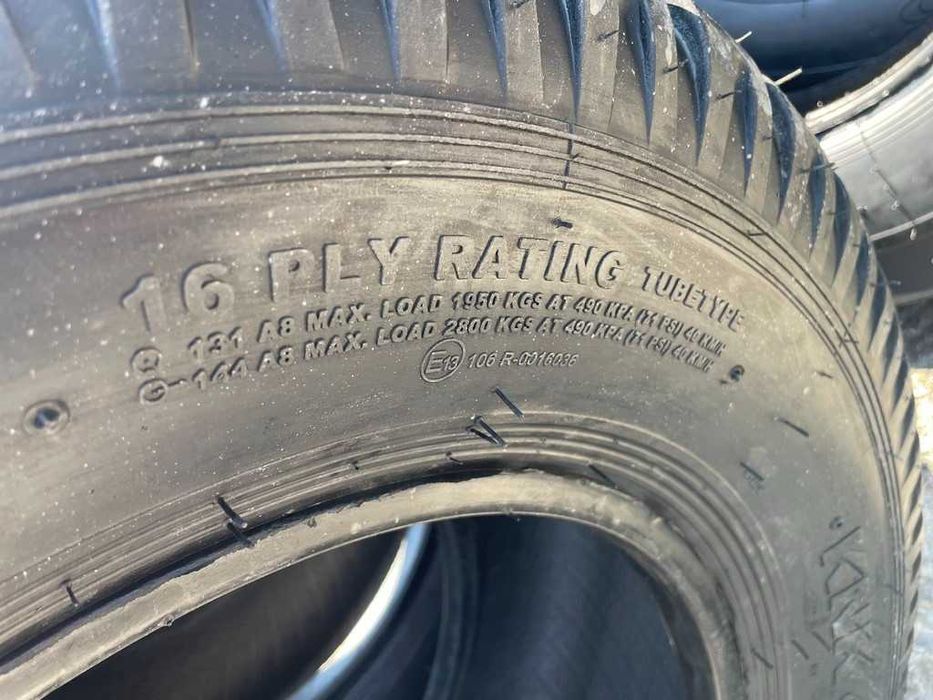 16 PLY RATING TUBETYPE
131 A8 MAX. LOAD 1950 KGS AT 490 KPA (71 PSI) 40 KM/H
144 A8 MAX. LOAD 2800 KGS AT 490 KPA (71 PSI) 40 KM/H
E13 106 R-0018036